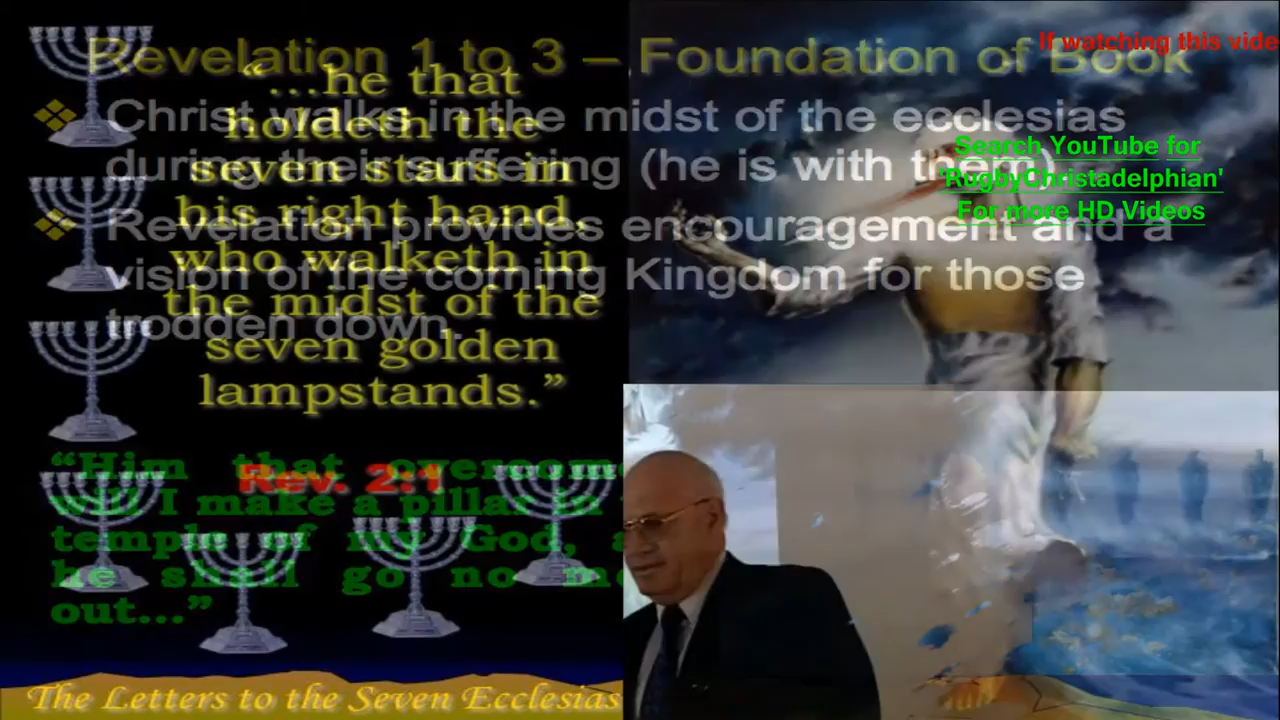 Revelation 1 to 3 – Foundation of Book
Christ walks in the midst of the ecclesias
during their suffering (he is with them).
Revelation provides encouragement and a
vision of the coming Kingdom for those
trodden down.
“...he that
holdeth the
seven stars in
his right hand,
who walketh in
the midst of the
seven golden
lampstands.”
Rev. 2:1
“Him that overcome
will I make a pillar in
temple of my God,
he shall go no
out...”
The Letters to the Seven Ecclesias
If watching this vide
Search YouTube for
'RugbyChristadelphian'
For more HD Videos